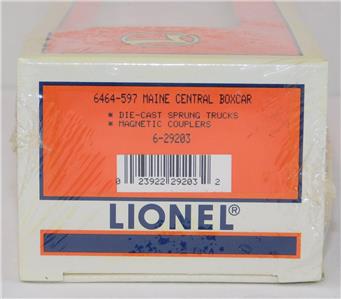 6464-597 MAINE CENTRAL BOXCAR
* DIE-CAST SPRUNG TRUCKS
* MAGNETIC COUPLERS
6-29203
0 23922 29203 2
LIONEL®